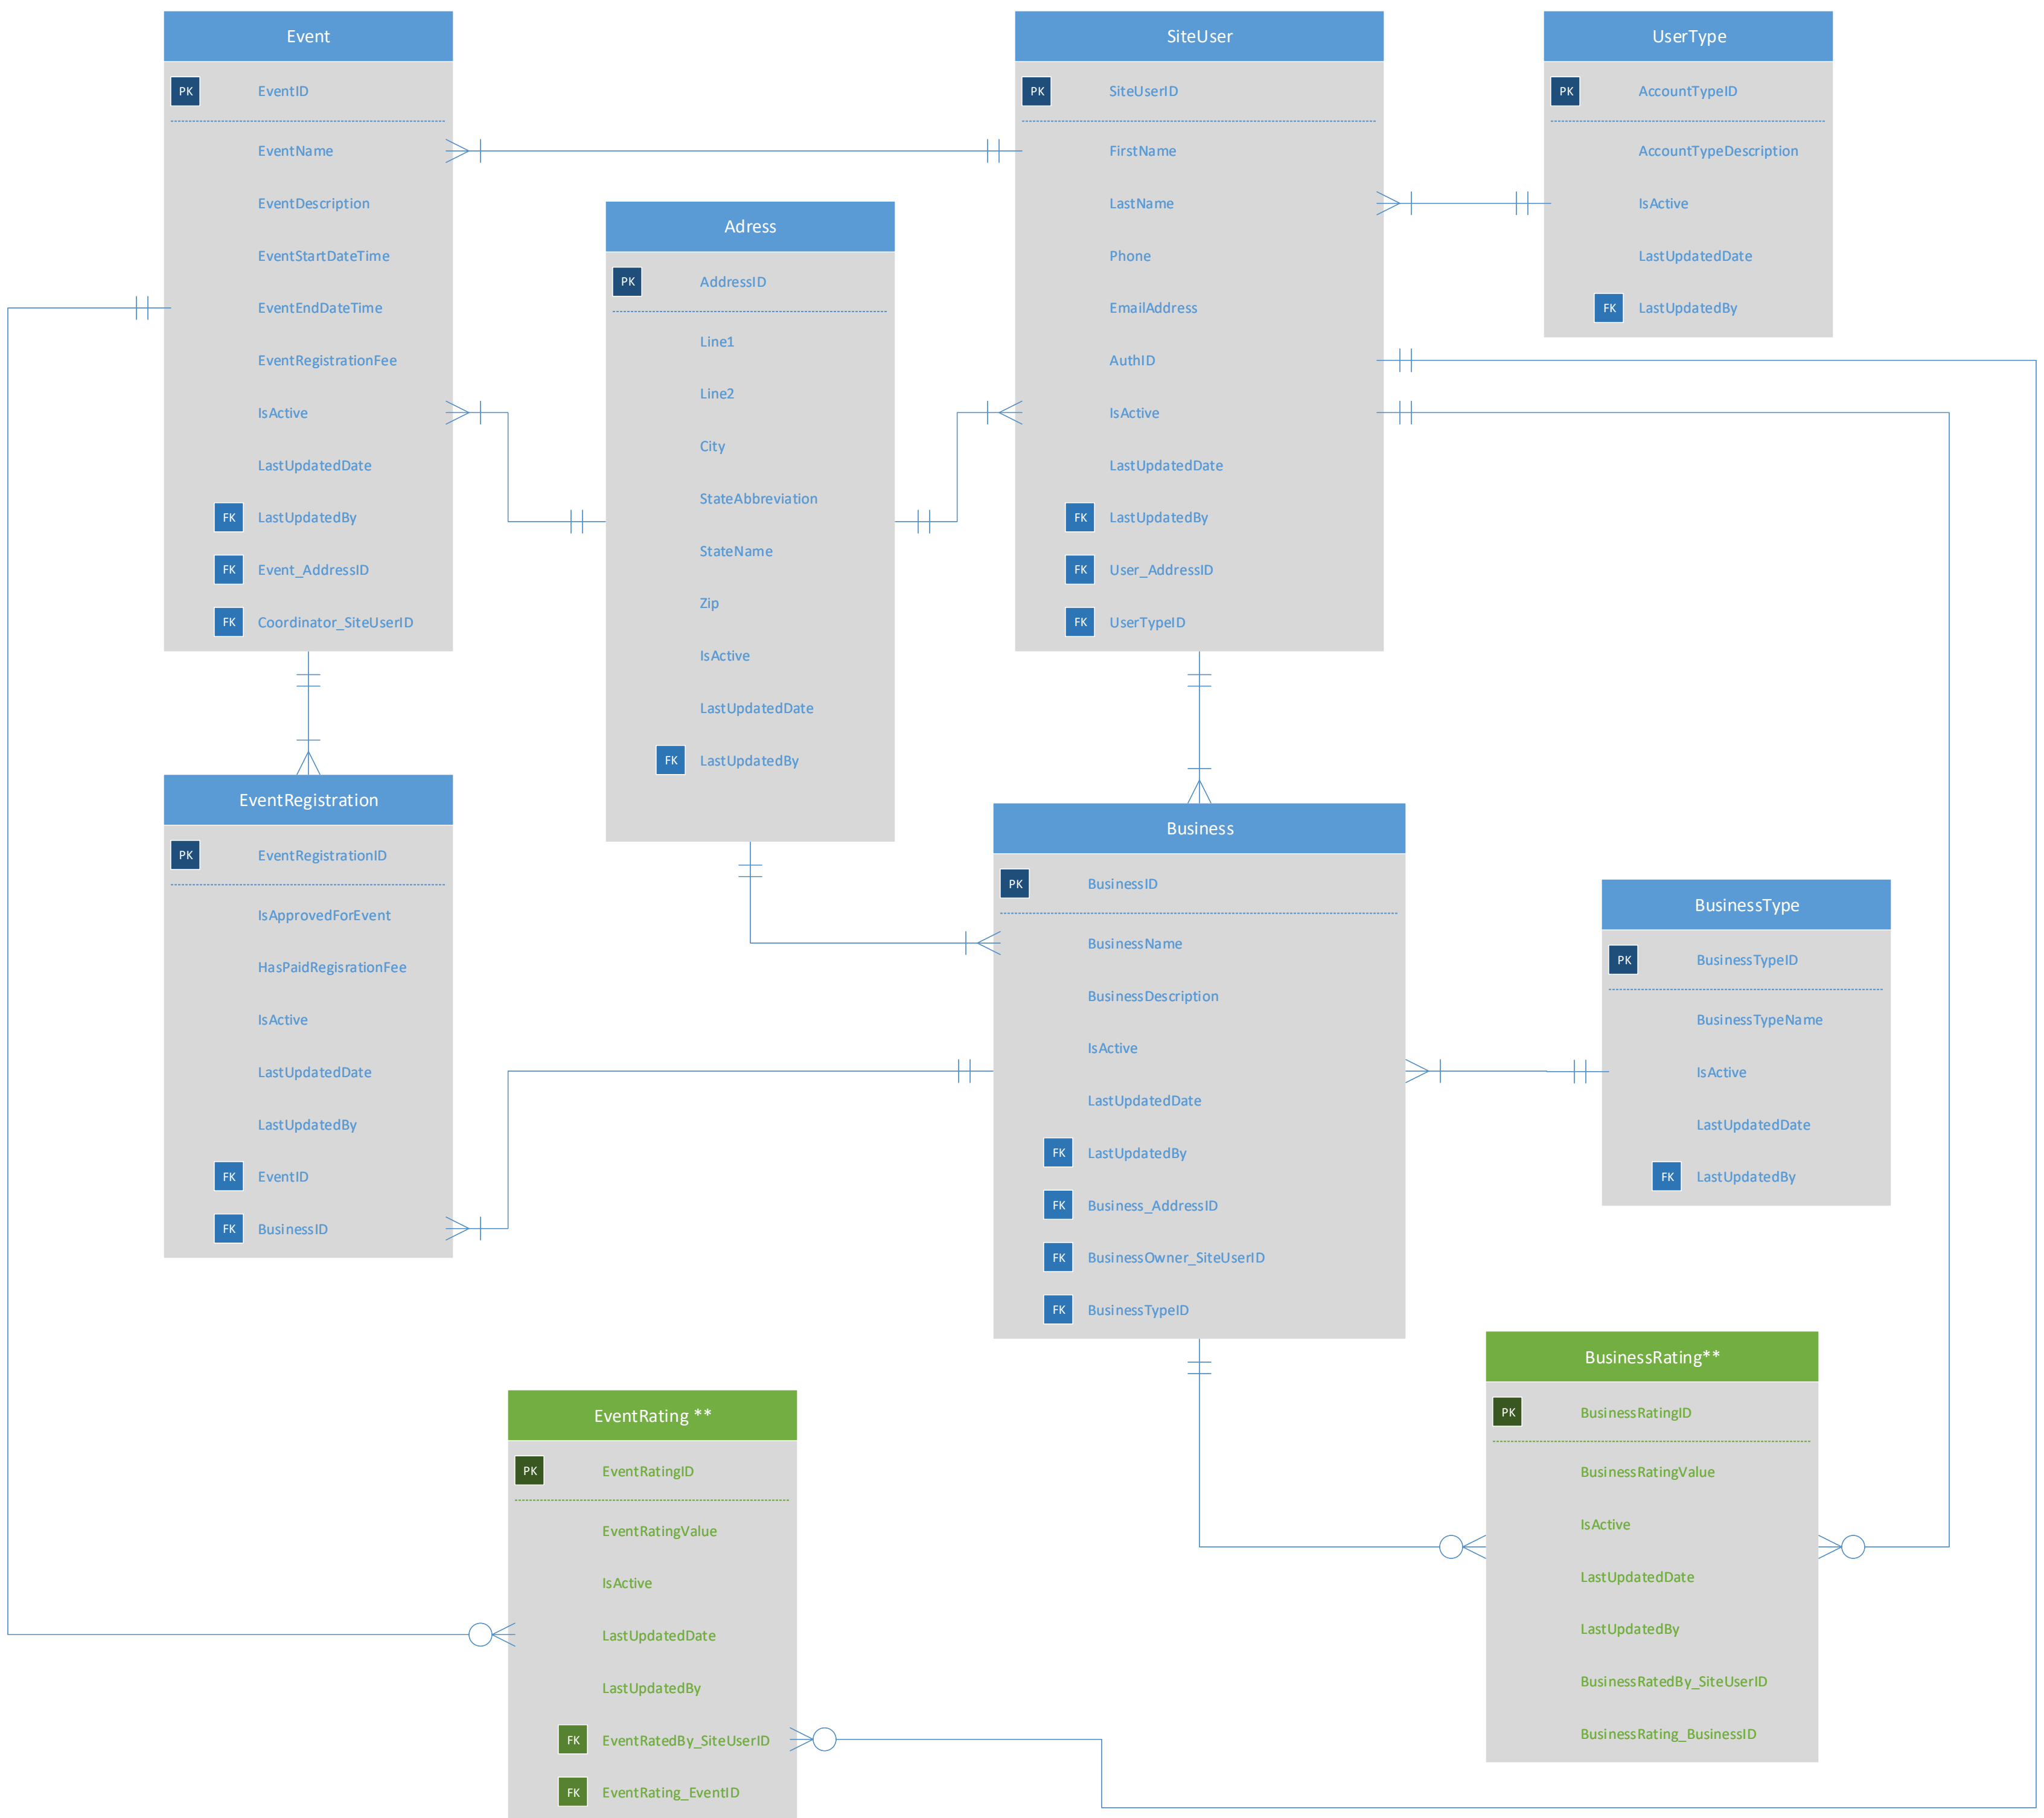 Event
PK
EventID
EventName
EventDescription
EventStartDateTime
EventEndDateTime
EventRegistrationFee
IsActive
LastUpdatedDate
FK LastUpdatedBy
FK Event_AddressID
FK Coordinator_SiteUserID
Adress
PK AddressID
Line1
Line2
City
StateAbbreviation
StateName
Zip
IsActive
LastUpdatedDate
FK LastUpdatedBy
SiteUser
PK SiteUserID
FirstName
LastName
Phone
EmailAddress
AuthID
IsActive
LastUpdatedDate
FK LastUpdatedBy
FK User_AddressID
FK UserTypeID
UserType
PK AccountTypeID
AccountTypeDescription
IsActive
LastUpdatedDate
FK LastUpdatedBy
EventRegistration
PK EventRegistrationID
IsApprovedForEvent
HasPaidRegisrationFee
IsActive
LastUpdatedDate
LastUpdatedBy
FK EventID
FK BusinessID
Business
PK BusinessID
BusinessName
BusinessDescription
IsActive
LastUpdatedDate
FK LastUpdatedBy
FK Business_AddressID
FK BusinessOwner_SiteUserID
FK BusinessTypeID
BusinessType
PK BusinessTypeID
BusinessTypeName
IsActive
LastUpdatedDate
FK LastUpdatedBy
EventRating **
PK EventRatingID
EventRatingValue
IsActive
LastUpdatedDate
LastUpdatedBy
FK EventRatedBy_SiteUserID
FK EventRating_EventID
BusinessRating**
PK BusinessRatingID
BusinessRatingValue
IsActive
LastUpdatedDate
LastUpdatedBy
BusinessRatedBy_SiteUserID
BusinessRating_BusinessID